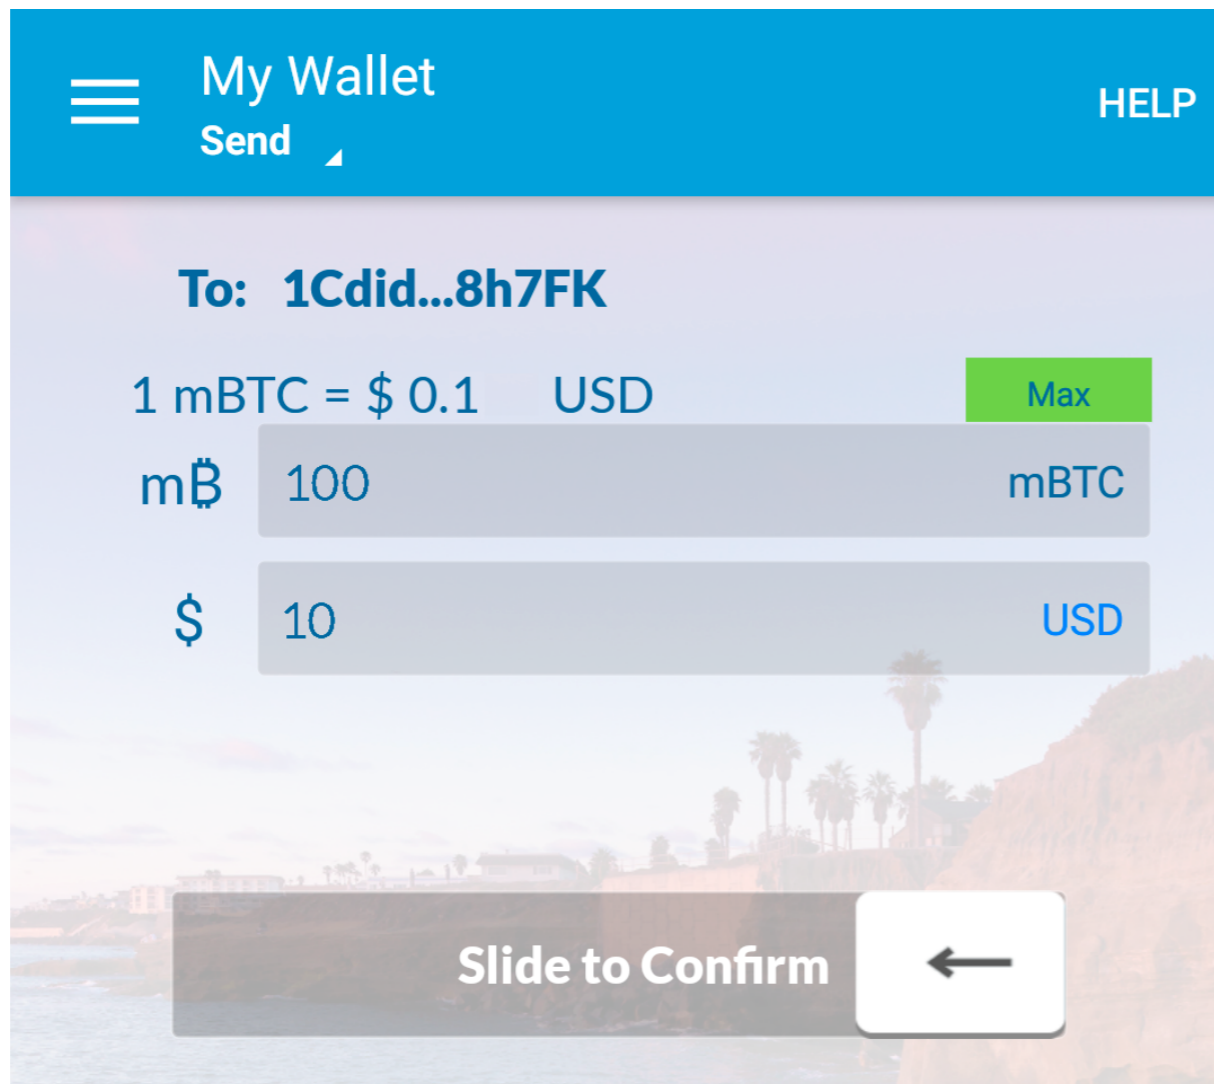 My Wallet
Send
HELP
To: 1Cdid...8h7FK
1 mBTC = $ 0.1 USD
Max
m₿ 100 mBTC
$ 10 USD
Slide to Confirm